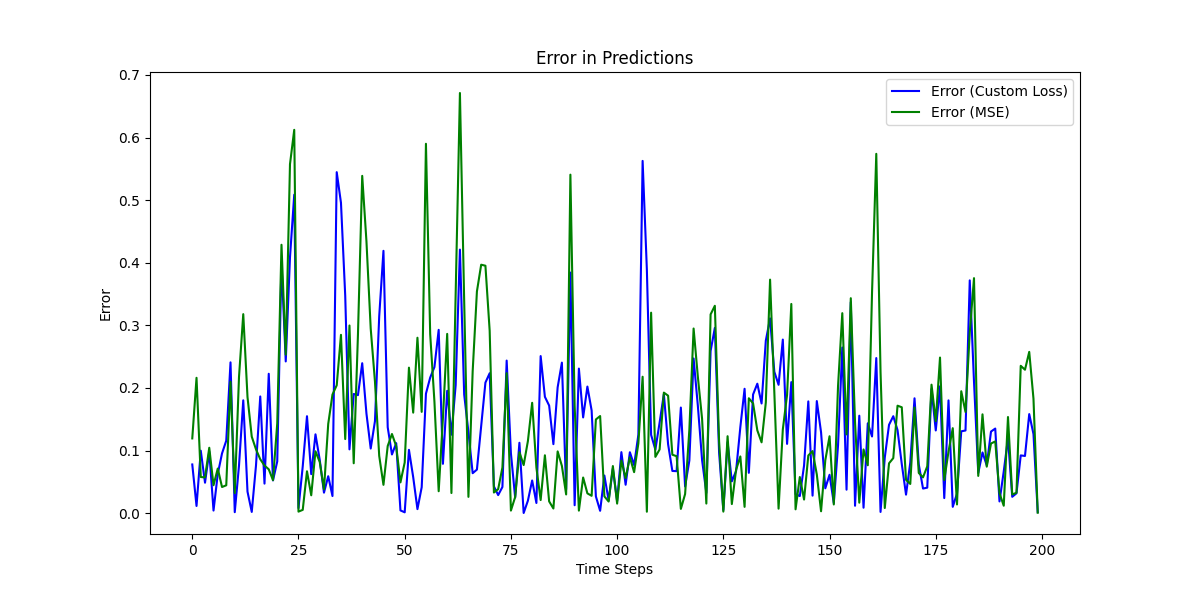 Error in Predictions
0.7
0.6
0.5
0.4
0.3
0.2
0.1
0.0
Error
Error (Custom Loss)
Error (MSE)
0 25 50 75 100 125 150 175 200
Time Steps